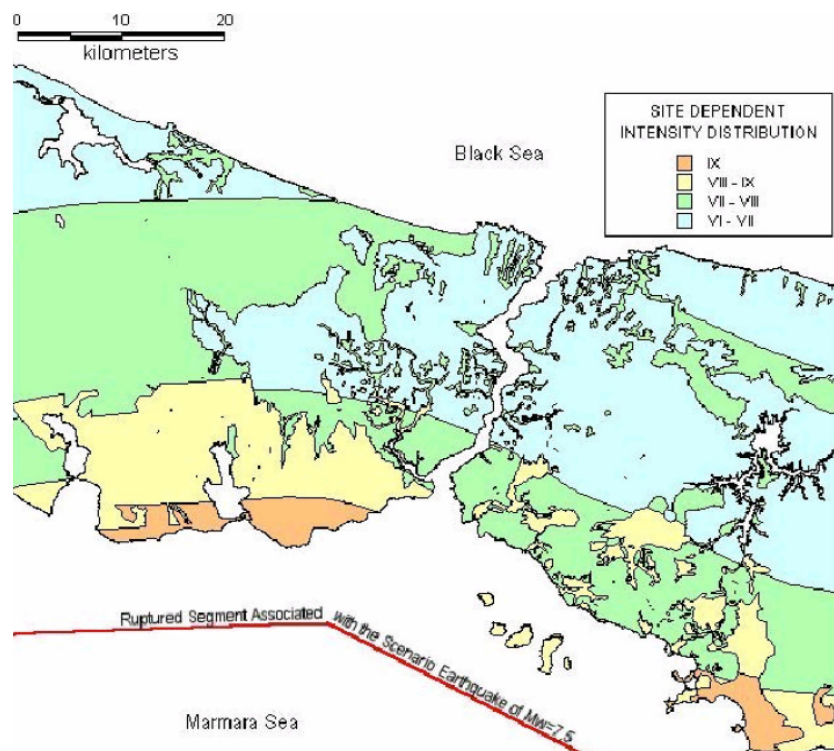 0 10 20
kilometers
Black Sea
SITE DEPENDENT
INTENSITY DISTRIBUTION
IX
VIII - IX
VII - VIII
VI - VII
Ruptured Segment Associated with the Scenario Earthquake of Mw=7.5
Marmara Sea